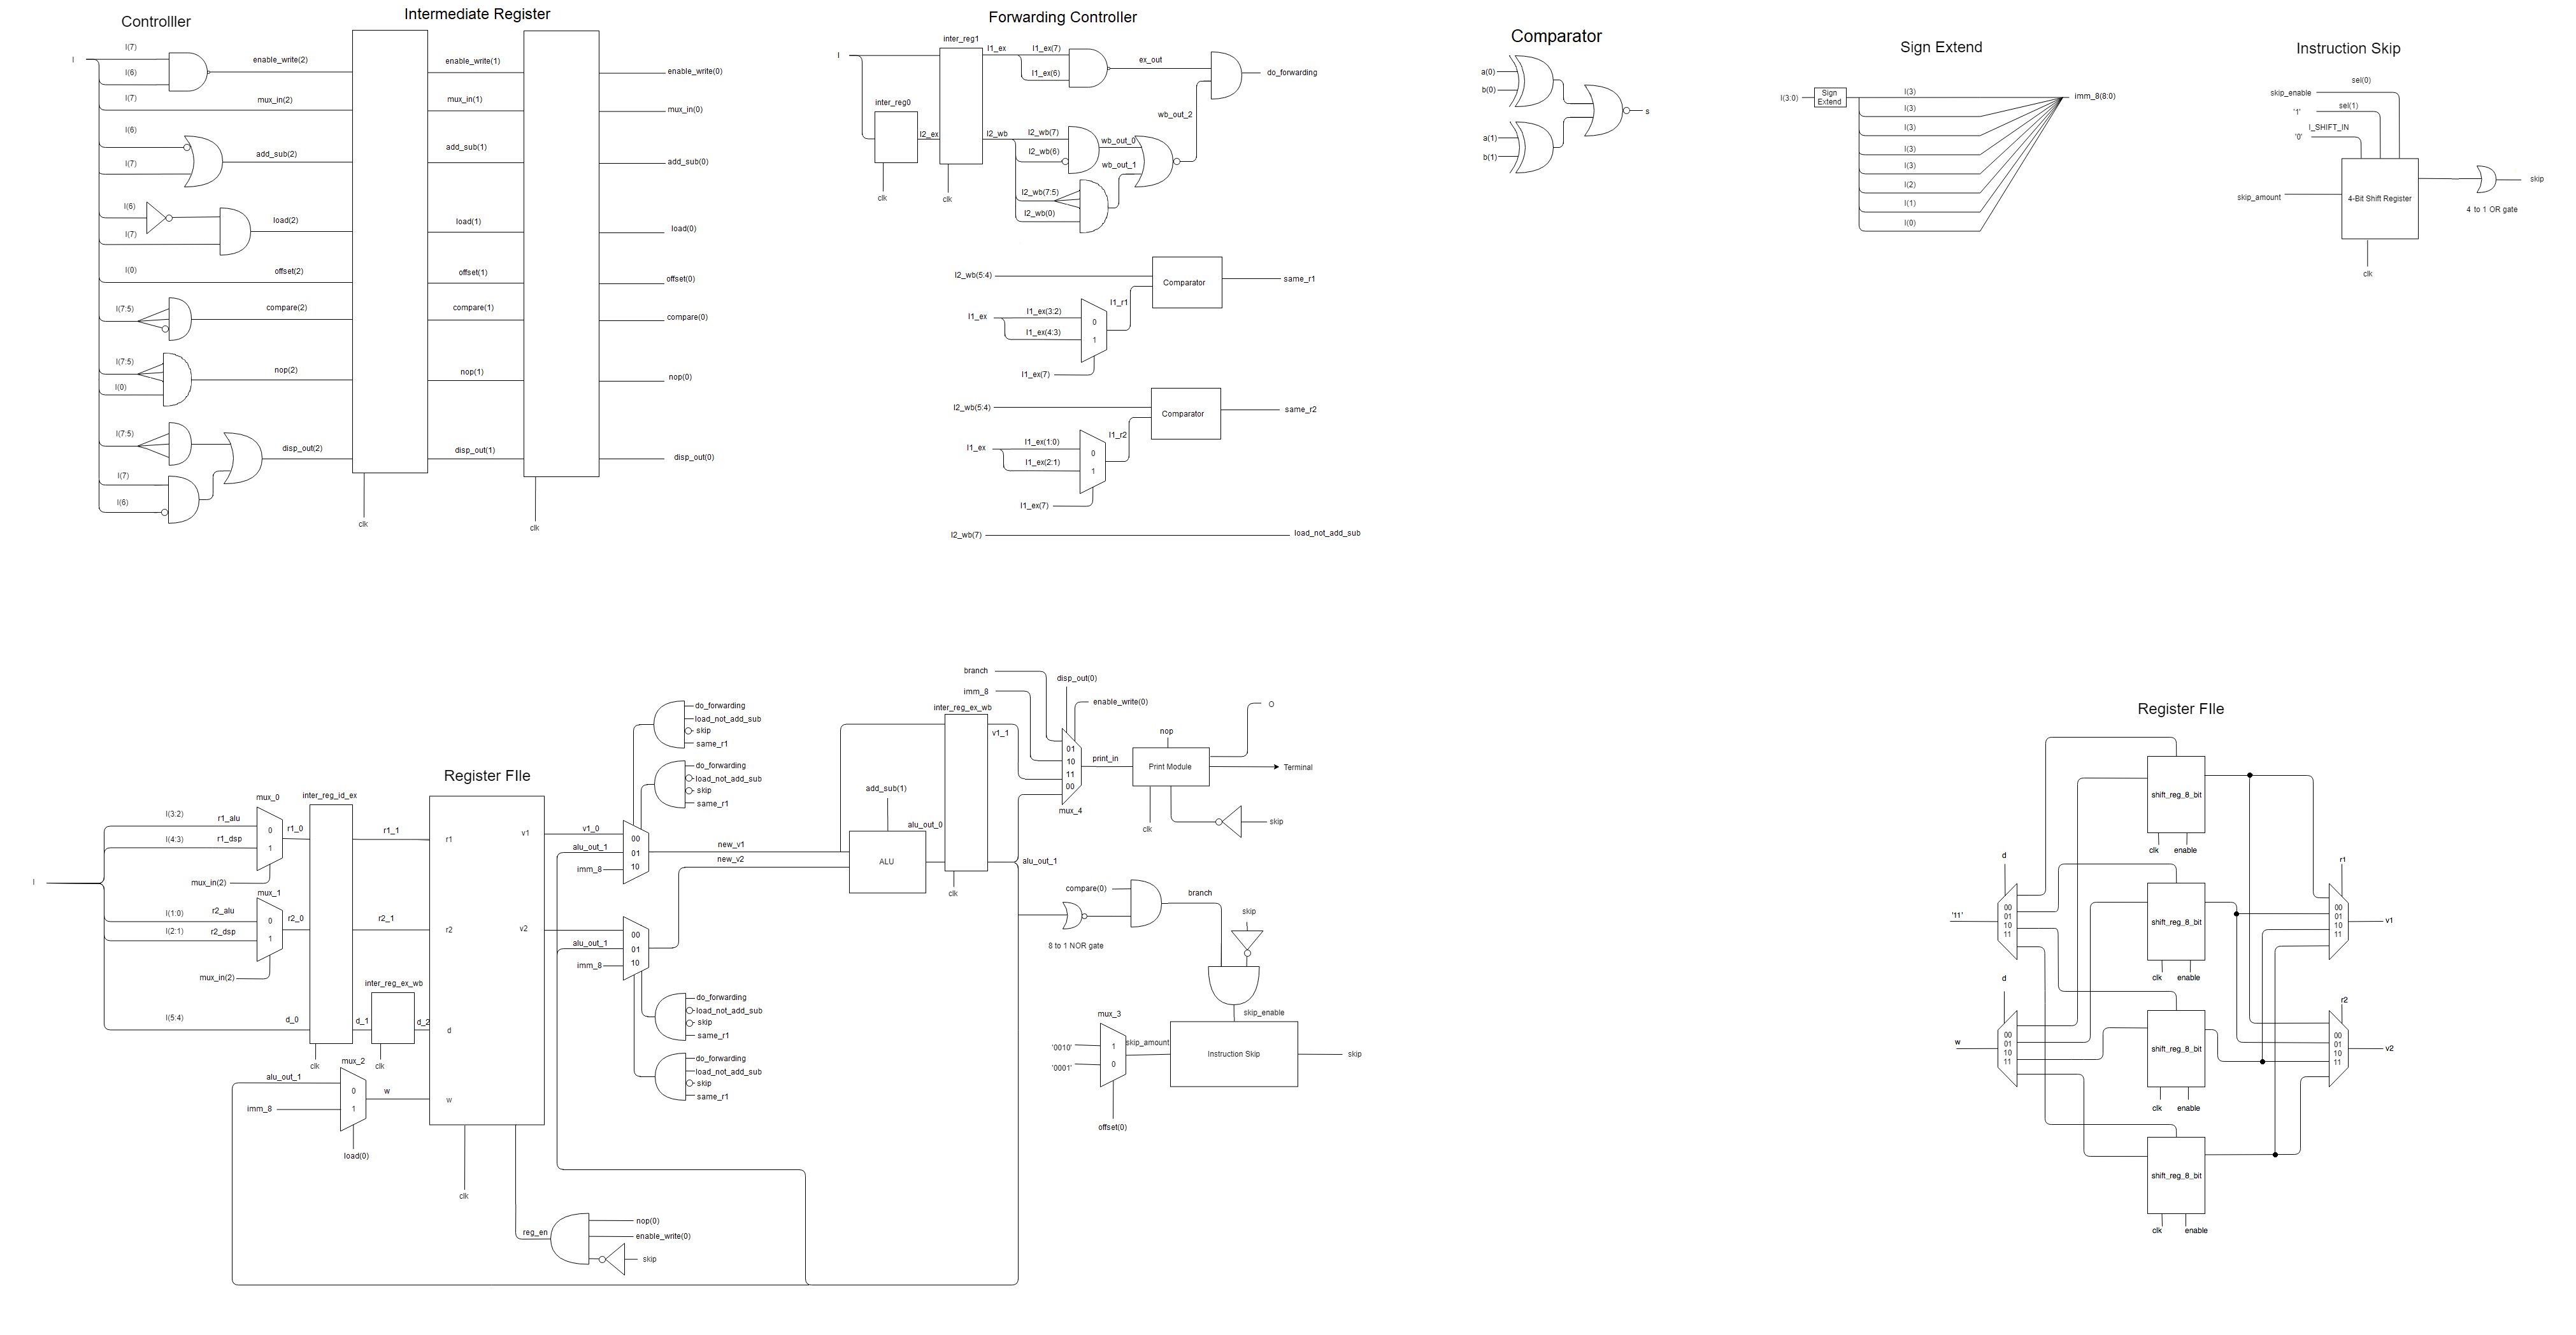 Controlller
I
I(7)
I(6)
enable_write(2)
I(7)
mux_in(2)
I(6)
I(7)
add_sub(2)
I(6)
I(7)
load(2)
I(0)
offset(2)
I(7:5)
compare(2)
I(7:5)
I(0)
nop(2)
I(7:5)
I(7)
I(6)
disp_out(2)
Intermediate Register
enable_write(1)
mux_in(1)
add_sub(1)
load(1)
offset(1)
compare(1)
nop(1)
disp_out(1)
clk
clk
enable_write(0)
mux_in(0)
add_sub(0)
load(0)
offset(0)
compare(0)
nop(0)
disp_out(0)
Forwarding Controller
I
inter_reg1
inter_reg0
clk
clk
I1_ex
I1_ex(7)
I1_ex(6)
ex_out
do_forwarding
I2_ex
I2_wb
I2_wb(7)
I2_wb(6)
wb_out_0
wb_out_1
wb_out_2
I2_wb(7:5)
I2_wb(0)
I2_wb(5:4)
Comparator
same_r1
I1_ex
I1_ex(3:2)
I1_ex(4:3)
0
1
I1_r1
I1_ex(7)
I2_wb(5:4)
Comparator
same_r2
I1_ex
I1_ex(1:0)
I1_ex(2:1)
0
1
I1_r2
I1_ex(7)
I2_wb(7)
load_not_add_sub
Comparator
a(0)
b(0)
a(1)
b(1)
s
Sign Extend
I(3:0)
Sign
Extend
I(3)
I(3)
I(3)
I(3)
I(3)
I(2)
I(1)
I(0)
imm_8(8:0)
Instruction Skip
sel(0)
skip_enable
sel(1)
'1'
I_SHIFT_IN
'0'
skip_amount
4-Bit Shift Register
clk
skip
4 to 1 OR gate
I
I(3:2)
r1_alu
I(4:3)
r1_dsp
mux_0
0
1
r1_0
mux_in(2)
I(1:0)
r2_alu
I(2:1)
r2_dsp
mux_1
0
1
r2_0
mux_in(2)
I(5:4)
d_0
inter_reg_id_ex
clk
r1_1
r2_1
d_1
inter_reg_ex_wb
clk
d_2
mux_2
alu_out_1
imm_8
0
1
w
load(0)
Register FIle
r1
r2
d
w
v1
v2
clk
reg_en
nop(0)
enable_write(0)
skip
v1_0
alu_out_1
imm_8
00
01
10
alu_out_1
imm_8
00
01
10
do_forwarding
load_not_add_sub
skip
same_r1
do_forwarding
load_not_add_sub
skip
same_r1
do_forwarding
load_not_add_sub
skip
same_r1
do_forwarding
load_not_add_sub
skip
same_r1
new_v1
new_v2
add_sub(1)
ALU
alu_out_0
inter_reg_ex_wb
clk
v1_1
alu_out_1
branch
imm_8
disp_out(0)
enable_write(0)
01
10
11
00
mux_4
print_in
nop
Print Module
clk
skip
O
Terminal
compare(0)
8 to 1 NOR gate
branch
skip
skip_enable
mux_3
'0010'
'0001'
1
0
skip_amount
offset(0)
Instruction Skip
skip
Register FIle
shift_reg_8_bit
clk
enable
shift_reg_8_bit
clk
enable
shift_reg_8_bit
clk
enable
shift_reg_8_bit
clk
enable
d
'11'
00
01
10
11
d
w
00
01
10
11
r1
00
01
10
11
v1
r2
00
01
10
11
v2